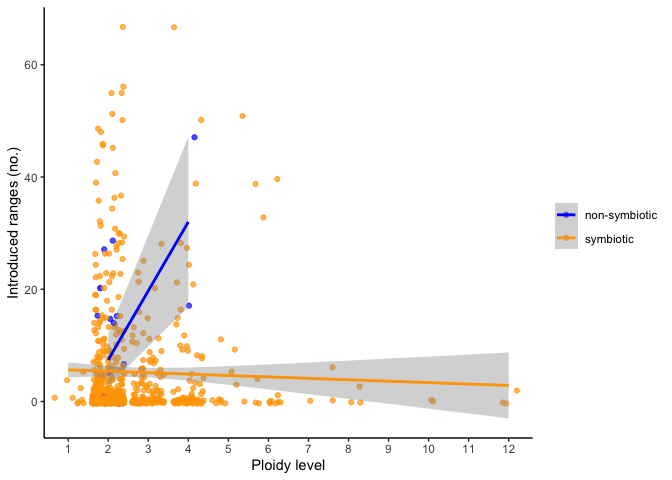 60
40
20
0
Introduced ranges (no.)
1 2 3 4 5 6 7 8 9 10 11 12
Ploidy level
non-symbiotic
symbiotic